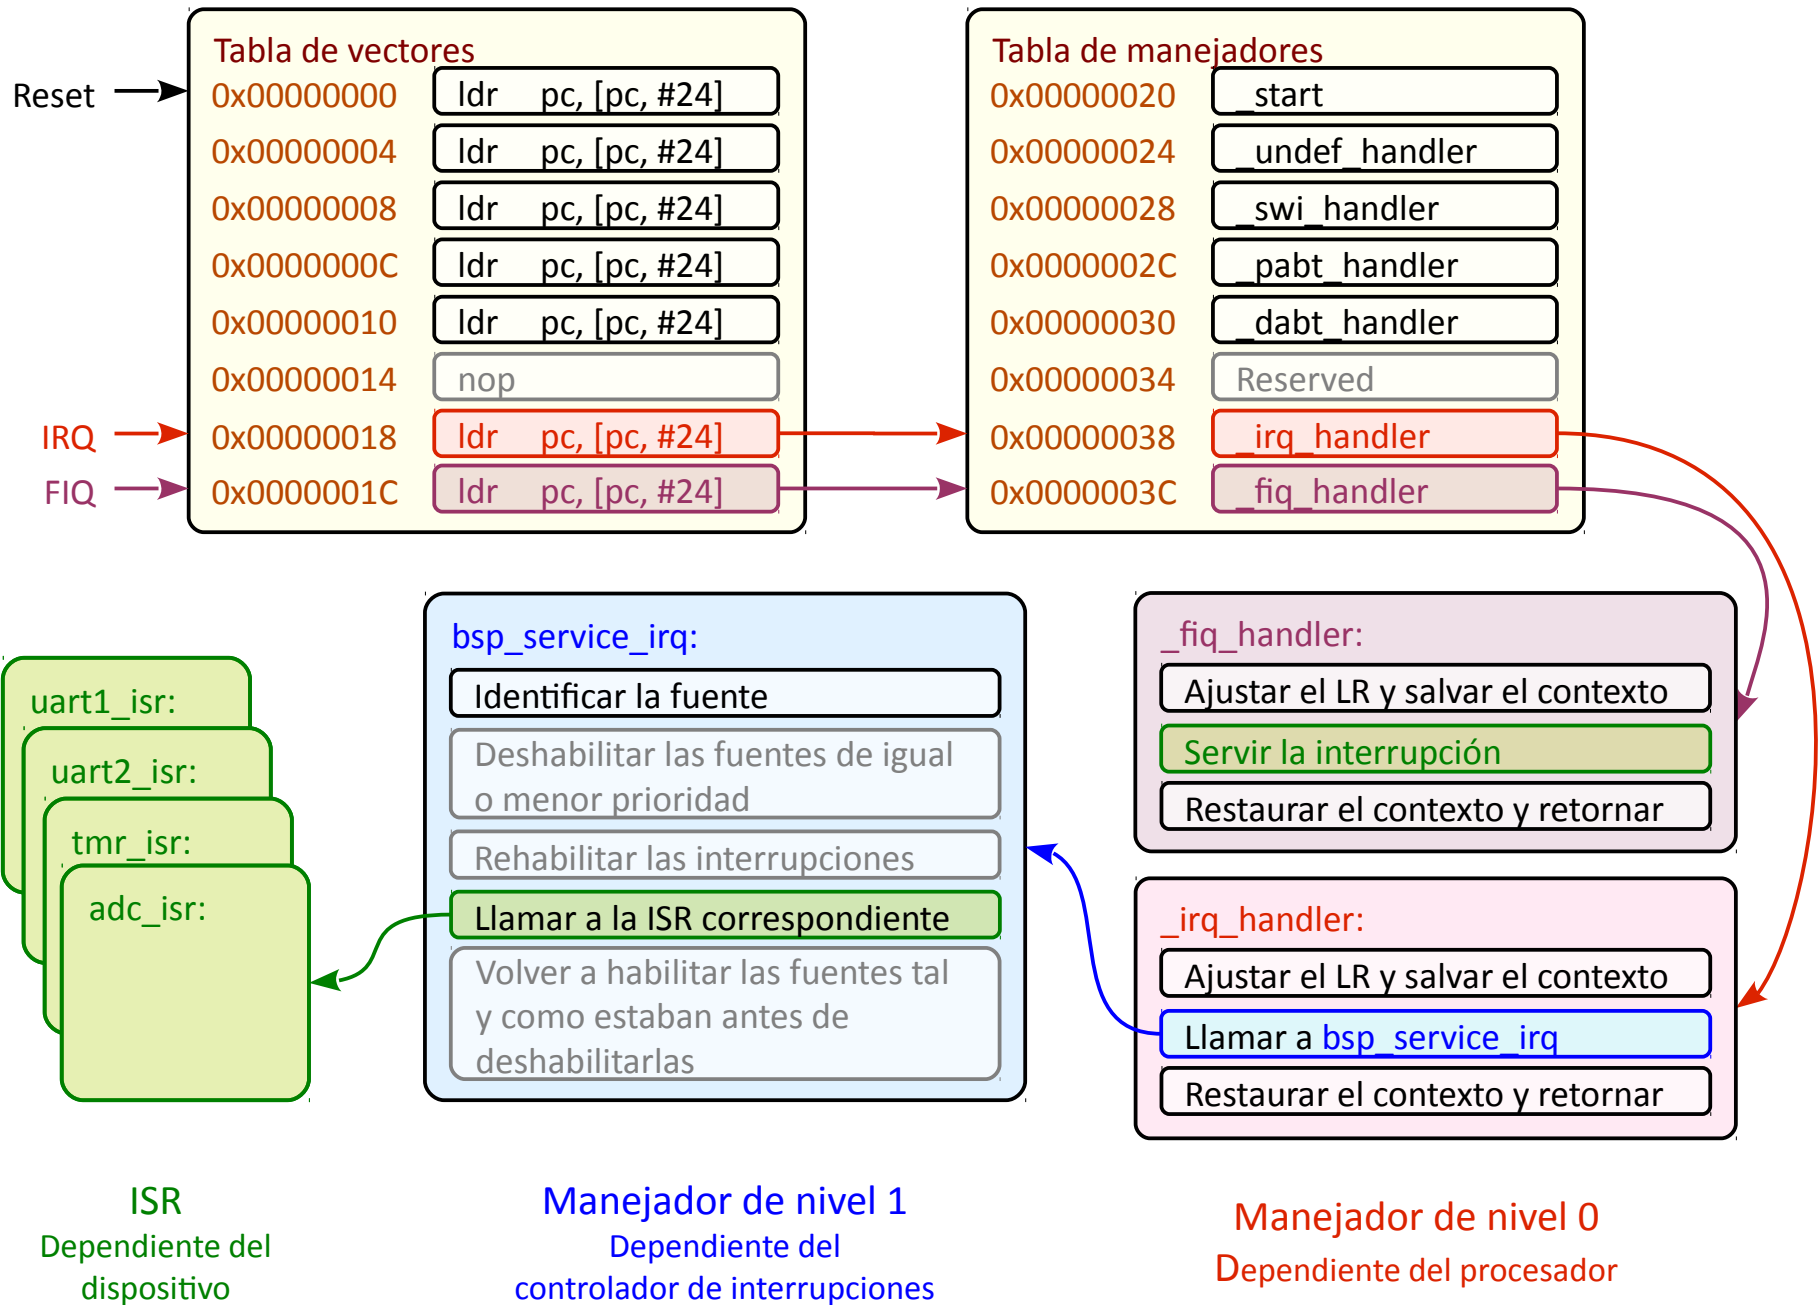 Tabla de vectores
Reset
0x00000000 ldr pc, [pc, #24]
0x00000004 ldr pc, [pc, #24]
0x00000008 ldr pc, [pc, #24]
0x0000000C ldr pc, [pc, #24]
0x00000010 ldr pc, [pc, #24]
0x00000014 nop
IRQ 0x00000018 ldr pc, [pc, #24]
FIQ 0x0000001C ldr pc, [pc, #24]
Tabla de manejadores
0x00000020 _start
0x00000024 _undef_handler
0x00000028 _swi_handler
0x0000002C _pabt_handler
0x00000030 _dabt_handler
0x00000034 Reserved
0x00000038 _irq_handler
0x0000003C _fiq_handler
_fiq_handler:
Ajustar el LR y salvar el contexto
Servir la interrupción
Restaurar el contexto y retornar
_irq_handler:
Ajustar el LR y salvar el contexto
Llamar a bsp_service_irq
Restaurar el contexto y retornar
bsp_service_irq:
Identificar la fuente
Deshabilitar las fuentes de igual
o menor prioridad
Rehabilitar las interrupciones
Llamar a la ISR correspondiente
Volver a habilitar las fuentes tal
y como estaban antes de
deshabilitarlas
uart1_isr:
uart2_isr:
tmr_isr:
adc_isr:
ISR
Dependiente del
dispositivo
Manejador de nivel 1
Dependiente del
controlador de interrupciones
Manejador de nivel 0
Dependiente del procesador